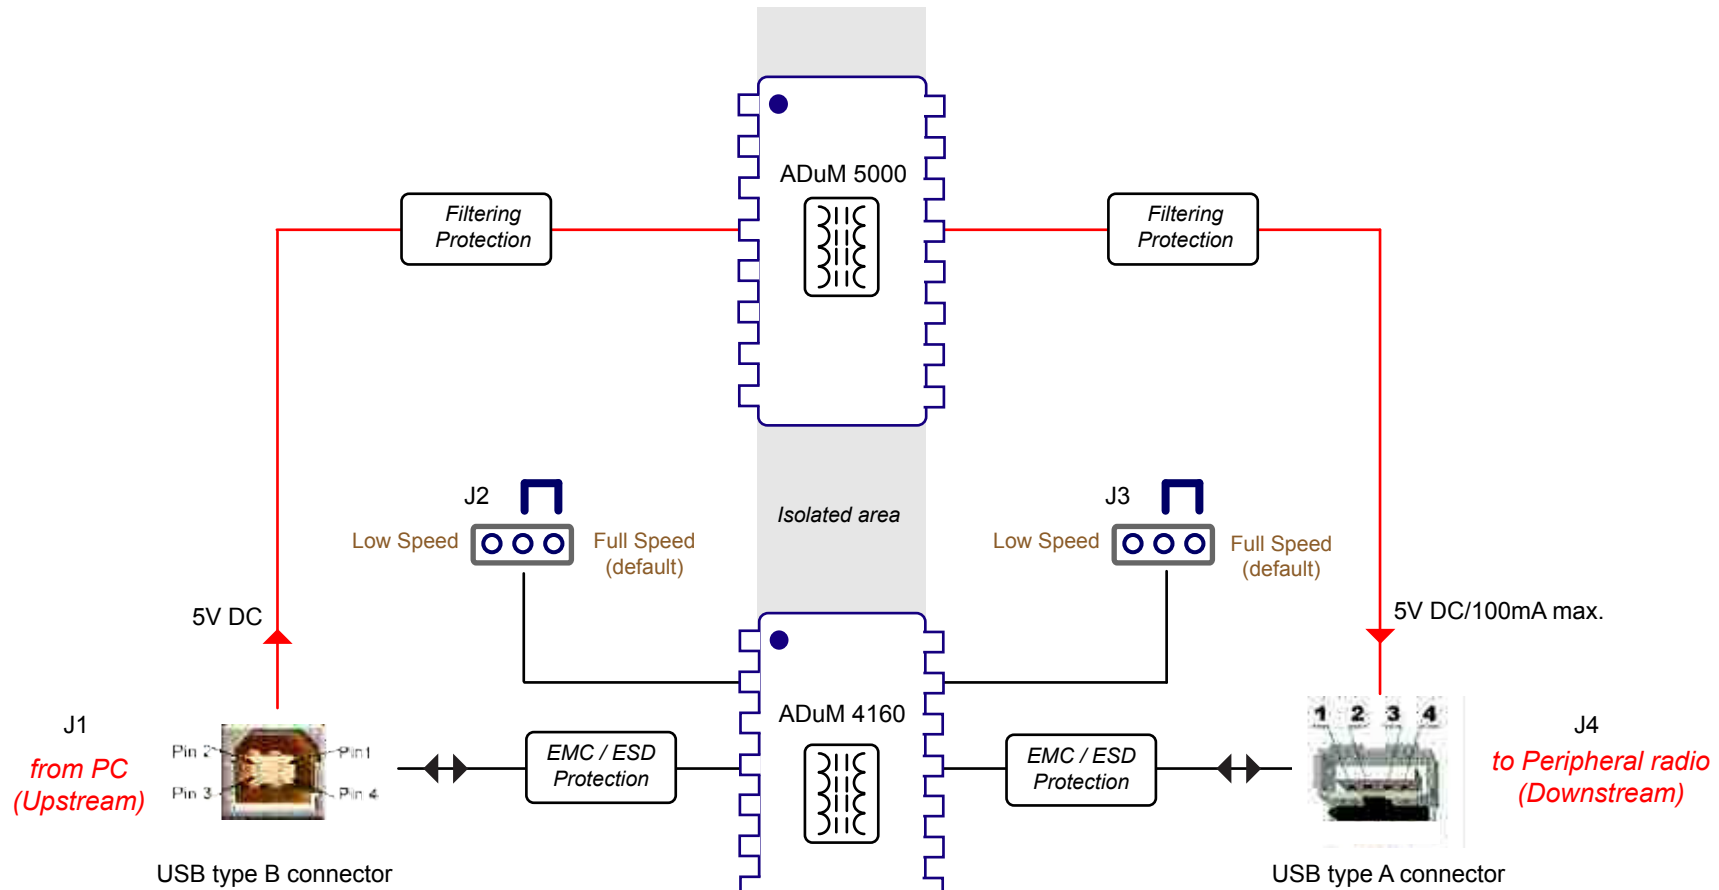 ADuM 5000
Filtering
Protection
Filtering
Protection
J2
J3
Isolated area
Low Speed
Full Speed
(default)
Low Speed
Full Speed
(default)
5V DC
5V DC/100mA max.
ADuM 4160
J1
from PC
(Upstream)
Pin 2
Pin1
Pin 3
Pin 4
EMC / ESD
Protection
EMC / ESD
Protection
1 2 3 4
J4
to Peripheral radio
(Downstream)
USB type B connector
USB type A connector